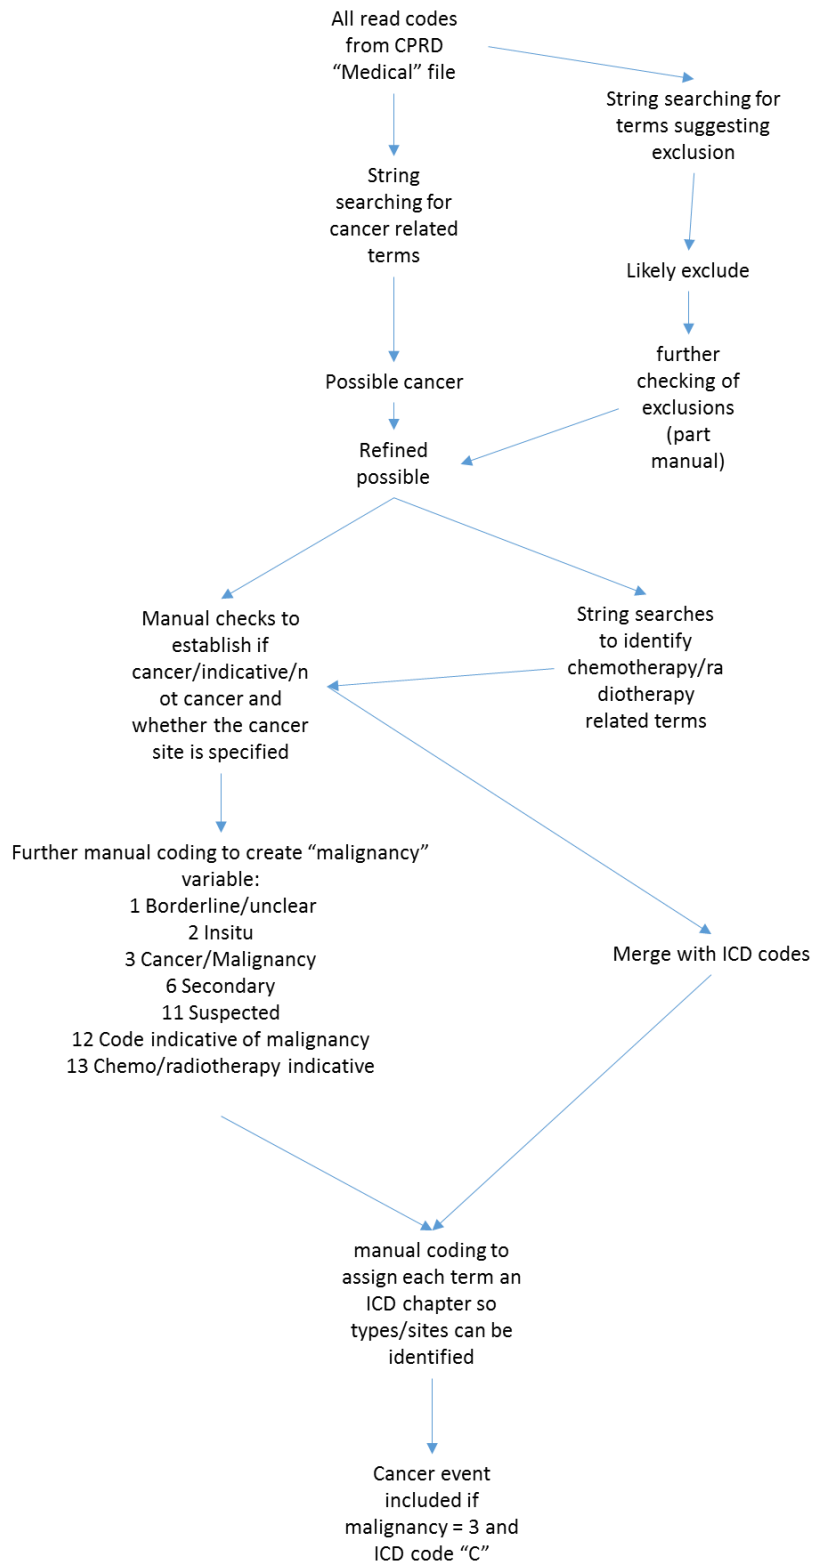 All read codes
from CPRD
“Medical” file
String searching for
terms suggesting
exclusion
String
searching for
cancer related
terms
Likely exclude
further
checking of
exclusions
(part
manual)
Possible cancer
Refined
possible
Manual checks to
establish if
cancer/indicative/n
ot cancer and
whether the cancer
site is specified
String searches
to identify
chemotherapy/ra
diotherapy
related terms
Further manual coding to create “malignancy”
variable:
1 Borderline/unclear
2 Insitu
3 Cancer/Malignancy
6 Secondary
11 Suspected
12 Code indicative of malignancy
13 Chemo/radiotherapy indicative
Merge with ICD codes
manual coding to
assign each term an
ICD chapter so
types/sites can be
identified
Cancer event
included if
malignancy = 3 and
ICD code “C”